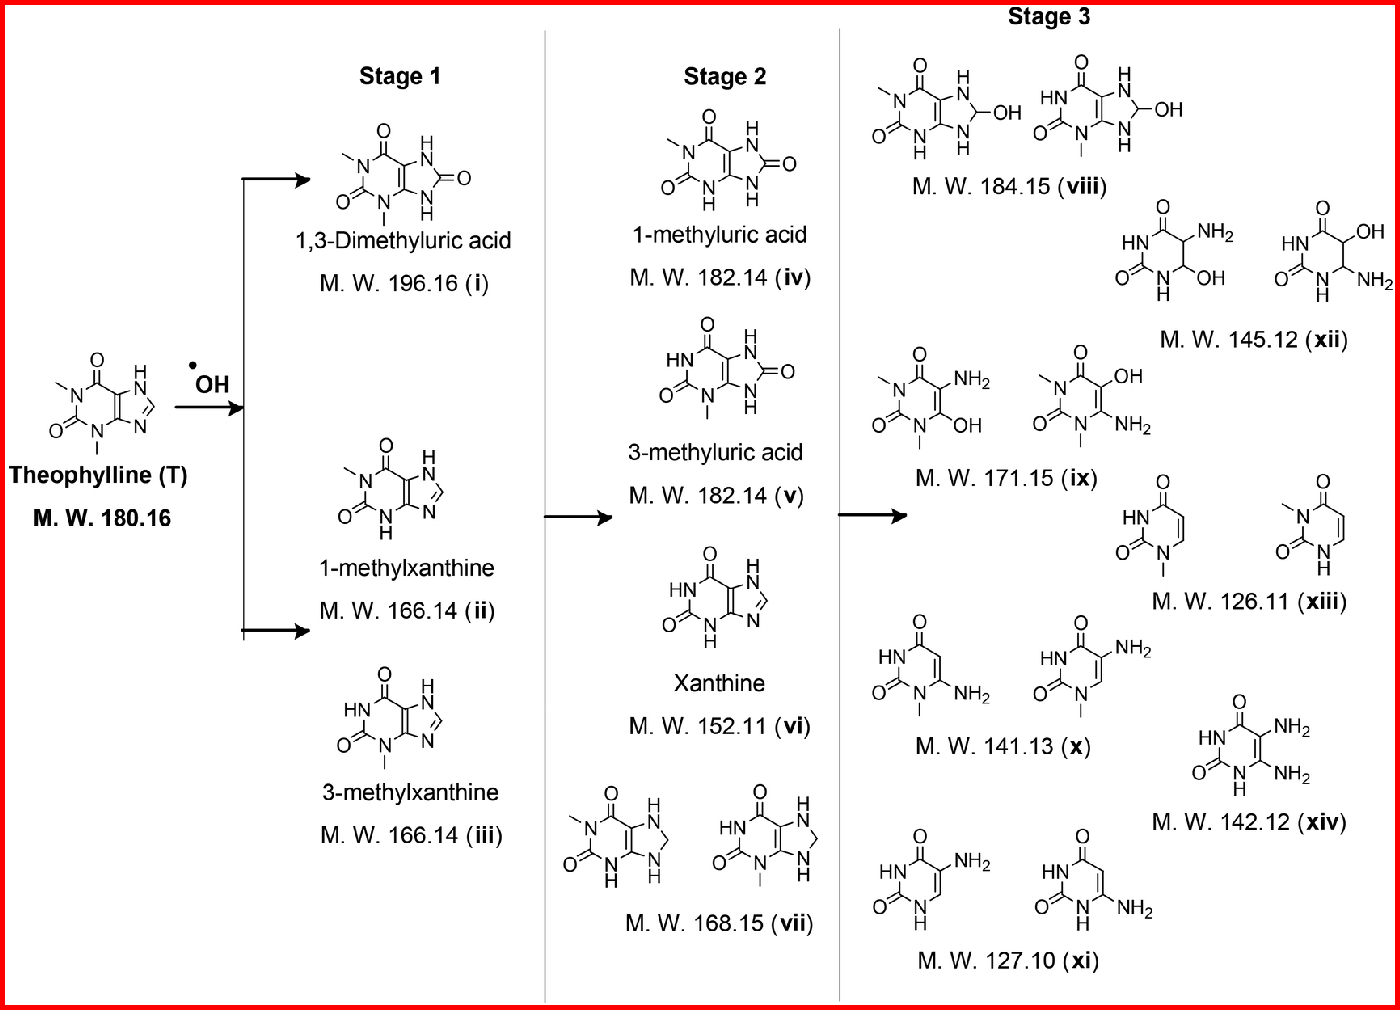 Stage 1
Stage 2
Stage 3
Theophylline (T)
M. W. 180.16
•OH
1,3-Dimethyluric acid
M. W. 196.16 (i)
1-methylxanthine
M. W. 166.14 (ii)
3-methylxanthine
M. W. 166.14 (iii)
1-methyluric acid
M. W. 182.14 (iv)
3-methyluric acid
M. W. 182.14 (v)
Xanthine
M. W. 152.11 (vi)
M. W. 168.15 (vii)
M. W. 184.15 (viii)
M. W. 145.12 (xii)
M. W. 171.15 (ix)
M. W. 126.11 (xiii)
M. W. 141.13 (x)
M. W. 142.12 (xiv)
M. W. 127.10 (xi)